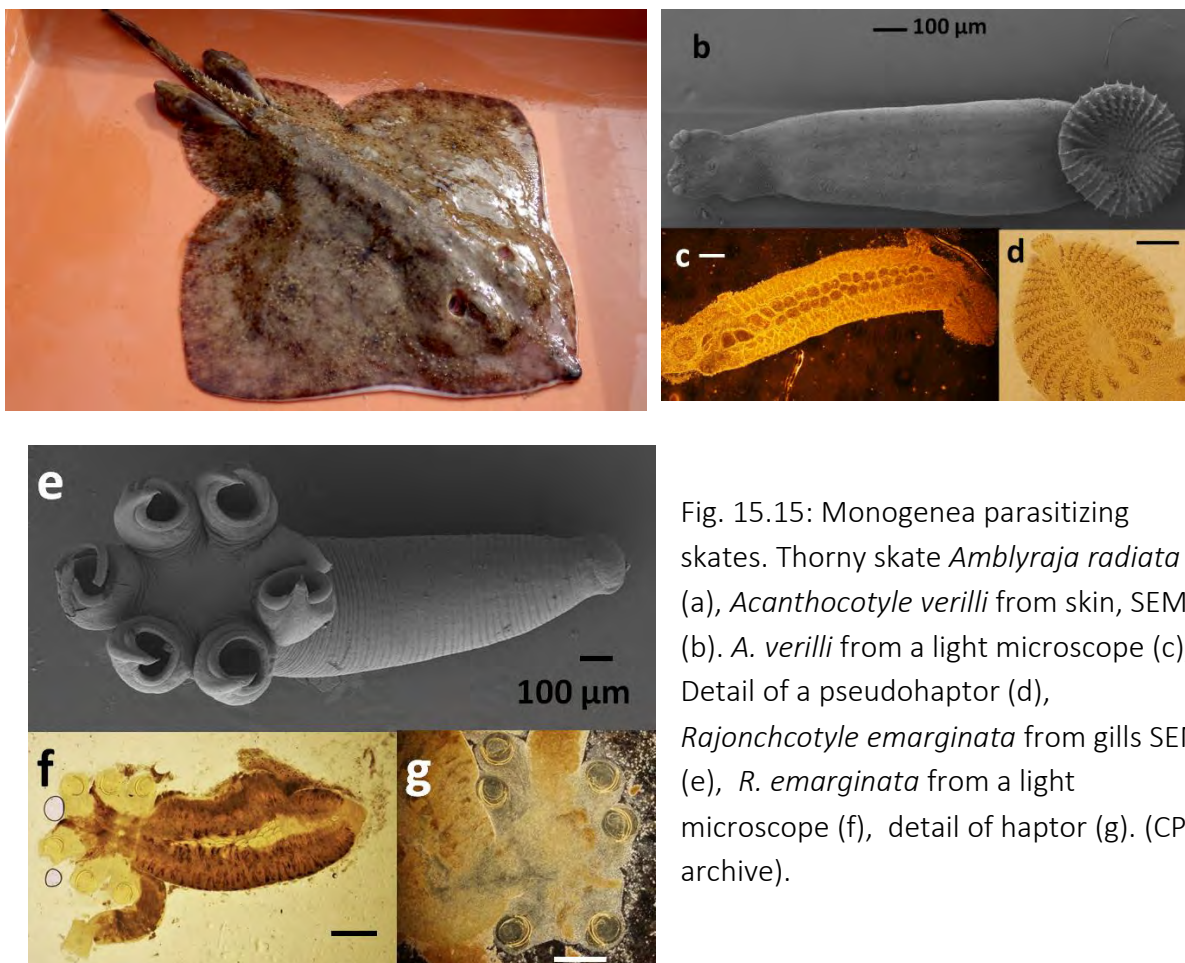 b
100 µm
c
d
e
100 µm
f
g
Fig. 15.15: Monogenea parasitizing
skates. Thorny skate Amblyraja radiata
(a), Acanthocotyle verilli from skin, SEM
(b). A. verilli from a light microscope (c)
Detail of a pseudohaptor (d),
Rajonchcotyle emarginata from gills
(e), R. emarginata from a light
microscope (f), detail of haptor (g). (CP
archive).